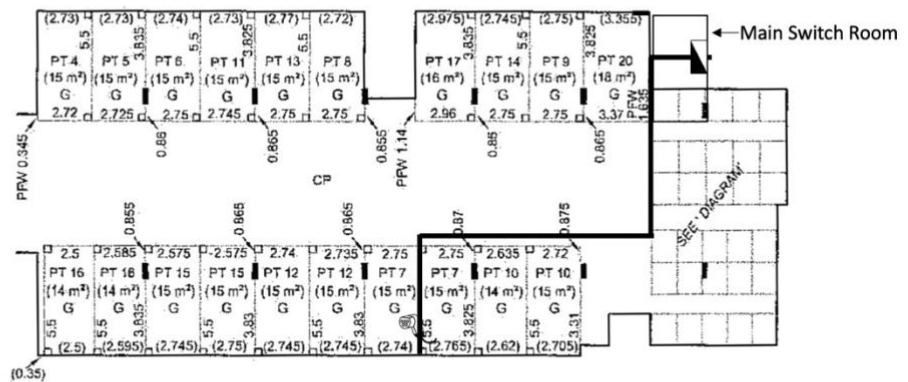 (2.73) (2.73) (2.74) (2.73) (2.77) (2.72) (2.975) (2.745) (2.75) (3.355)
5.5 3.835 5.5 3.825 3.835 5.5 3.825
Main Switch Room
PT 4 PT 5 PT 6 PT 11 PT 13 PT 8 PT 17 PT 14 PT 9 PT 20
(15 m²) (15 m²) (15 m²) (15 m²) (15 m²) (15 m²) (16 m²) (15 m²) (15 m²) (18 m²)
G G G G G G G G G G
PFW 1.635
2.72 2.725 2.75 2.745 2.75 2.75 2.96 2.75 2.75 3.37
PFW 0.345 0.86 0.865 0.855 PFW 1.14 0.85 0.865
CP
SEE 'DIAGRAM'
0.855 0.865 0.865 0.87 0.875
2.5 2.585 2.575 2.575 2.74 2.735 2.75 2.75 2.635 2.72
PT 16 PT 16 PT 15 PT 15 PT 12 PT 12 PT 7 PT 7 PT 10 PT 10
(14 m²) (14 m²) (15 m²) (15 m²) (15 m²) (15 m²) (15 m²) (15 m²) (14 m²) (15 m²)
G G G G G G G G G G
5.5 5.5 3.835 5.5 3.83 5.5 3.83 5.5 3.825 5.5 3.31
(2.5) (2.595) (2.745) (2.75) (2.745) (2.745) (2.74) (2.765) (2.62) (2.705)
(0.35)